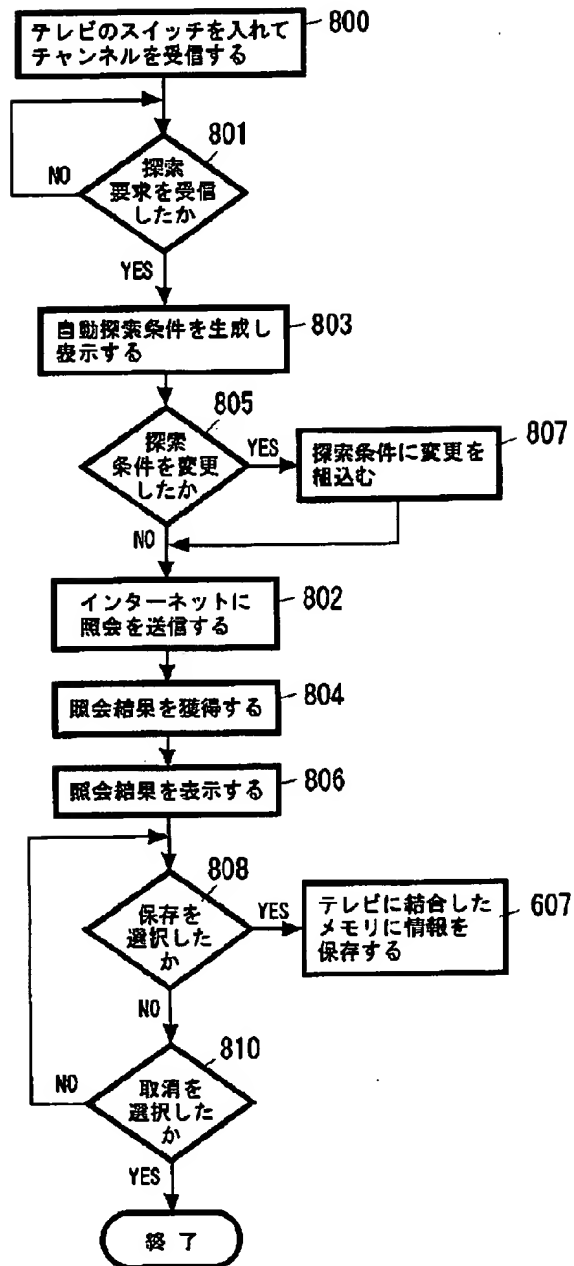 テレビのスイッチを入れて
チャンネルを受信する
800
801
探索
要求を受信
したか
NO
YES
自動探索条件を生成し
表示する
803
805
探索
条件を変更
したか
YES
807
探索条件に変更を
組込む
NO
インターネットに
照会を送信する
802
照会結果を獲得する
804
照会結果を表示する
806
808
保存を
選択した
か
YES
607
テレビに結合した
メモリに情報を
保存する
NO
810
取消を
選択した
か
NO
YES
終了